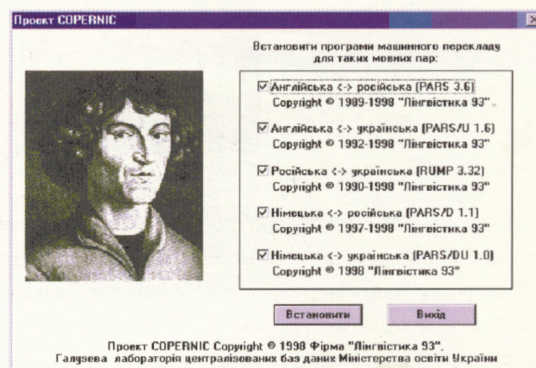 Проект COPERNIC
Встановити програми машинного перекладу
для таких мовних пар:
Англійська <-> російська (PARS 3.6)
Copyright © 1989-1998 "Лінгвістика 93".
Англійська <-> українська (PARS/U 1.6)
Copyright © 1992-1998 "Лінгвістика 93"
Російська <-> українська (RUMP 3.32)
Copyright © 1990-1998 "Лінгвістика 93"
Німецька <-> російська (PARS/D 1.1)
Copyright © 1997-1998 "Лінгвістика 93"
Німецька <-> українська (PARS/DU 1.0)
Copyright © 1998 "Лінгвістика 93"
Встановити Вихід
Проект COPERNIC Copyright © 1998 Фірма "Лінгвістика 93",
Галузева лабораторія централізованих баз даних Міністерства освіти України